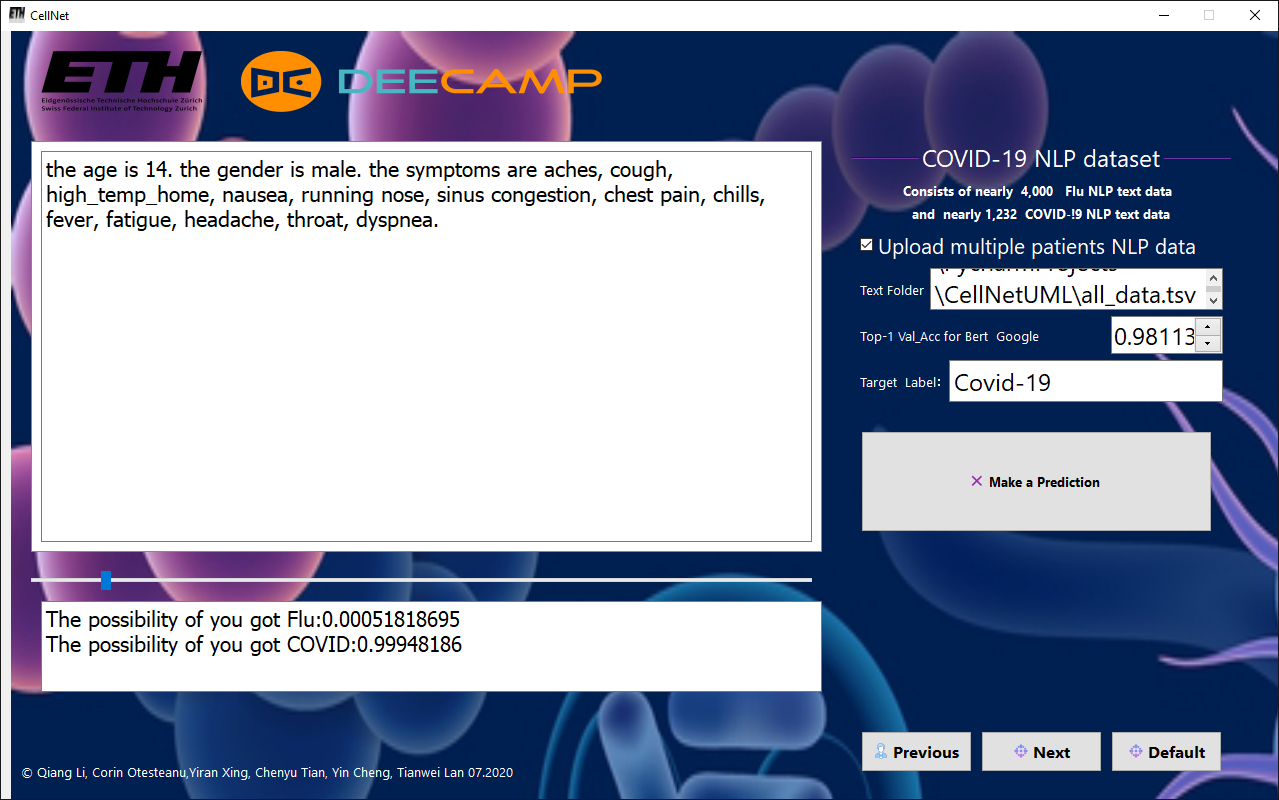 ETH CellNet
ETH
Eidgenössische Technische Hochschule Zürich
Swiss Federal Institute of Technology Zurich
DC DEECAMP
the age is 14. the gender is male. the symptoms are aches, cough,
high_temp_home, nausea, running nose, sinus congestion, chest pain, chills,
fever, fatigue, headache, throat, dyspnea.
COVID-19 NLP dataset
Consists of nearly 4,000 Flu NLP text data
and nearly 1,232 COVID-!9 NLP text data
Upload multiple patients NLP data
Text Folder
\PycharmProjects
\CellNetUML\all_data.tsv
Top-1 Val_Acc for Bert Google 0.98113
Target Label: Covid-19
Make a Prediction
The possibility of you got Flu:0.00051818695
The possibility of you got COVID:0.99948186
Previous Next Default
© Qiang Li, Corin Otesteanu,Yiran Xing, Chenyu Tian, Yin Cheng, Tianwei Lan 07.2020